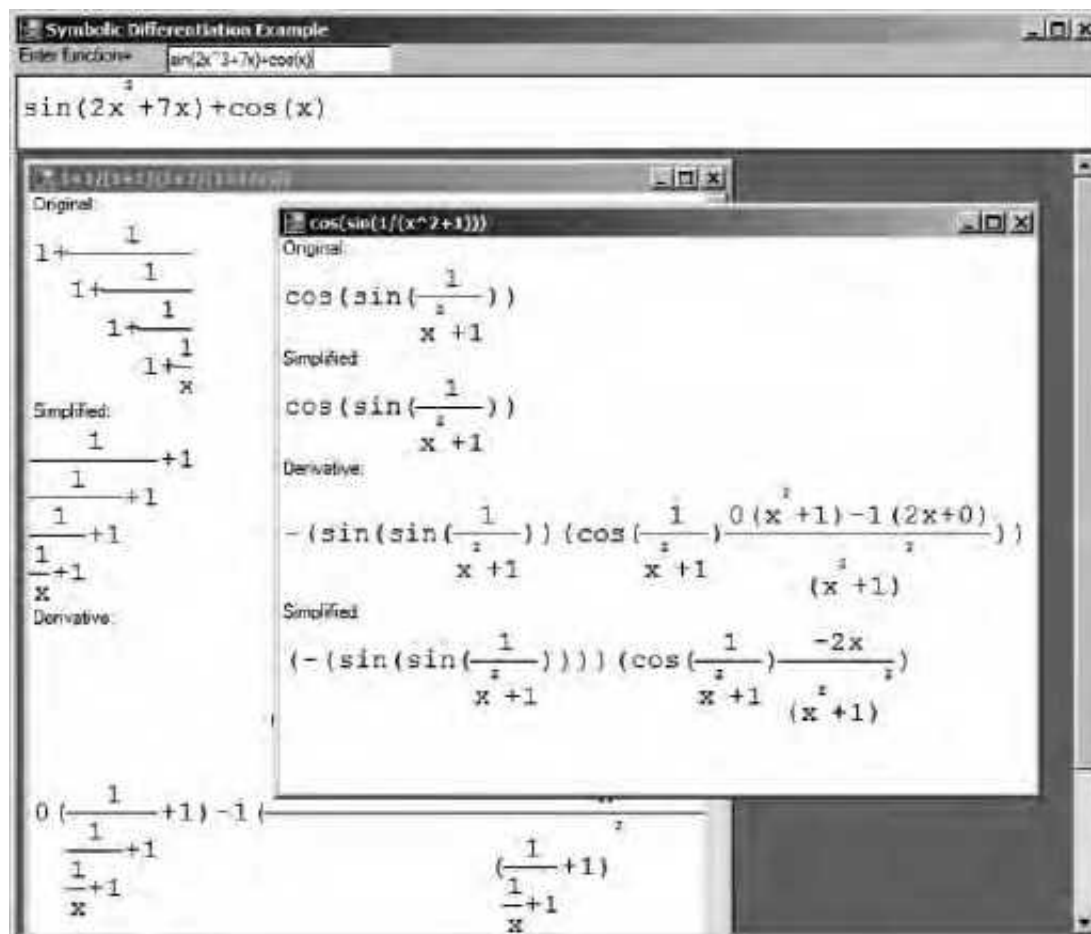 Symbolic Differentiation Example
Enter function=
sin(2x^3+7x)+cos(x)
sin(2x +7x)+cos(x)
Original:
1+
1
1+
1
1+
1
1+
1
x
Simplified:
1
+1
1
+1
1
+1
1
+1
x
Derivative:
0(
1
+1)-1(
1
+1
1
+1
x
2
(
1
+1)
1
+1
x
cos(sin(1/(x^2+1)))
Original:
cos(sin(
1
))
x²+1
Simplified:
cos(sin(
1
))
x²+1
Derivative:
-(sin(sin(
1
))(cos(
1
)
0(x²+1)-1(2x+0)
))
x²+1
x²+1
(x²+1)²
Simplified:
(-(sin(sin(
1
))))(cos(
1
)
-2x
)
x²+1
x²+1
(x²+1)²